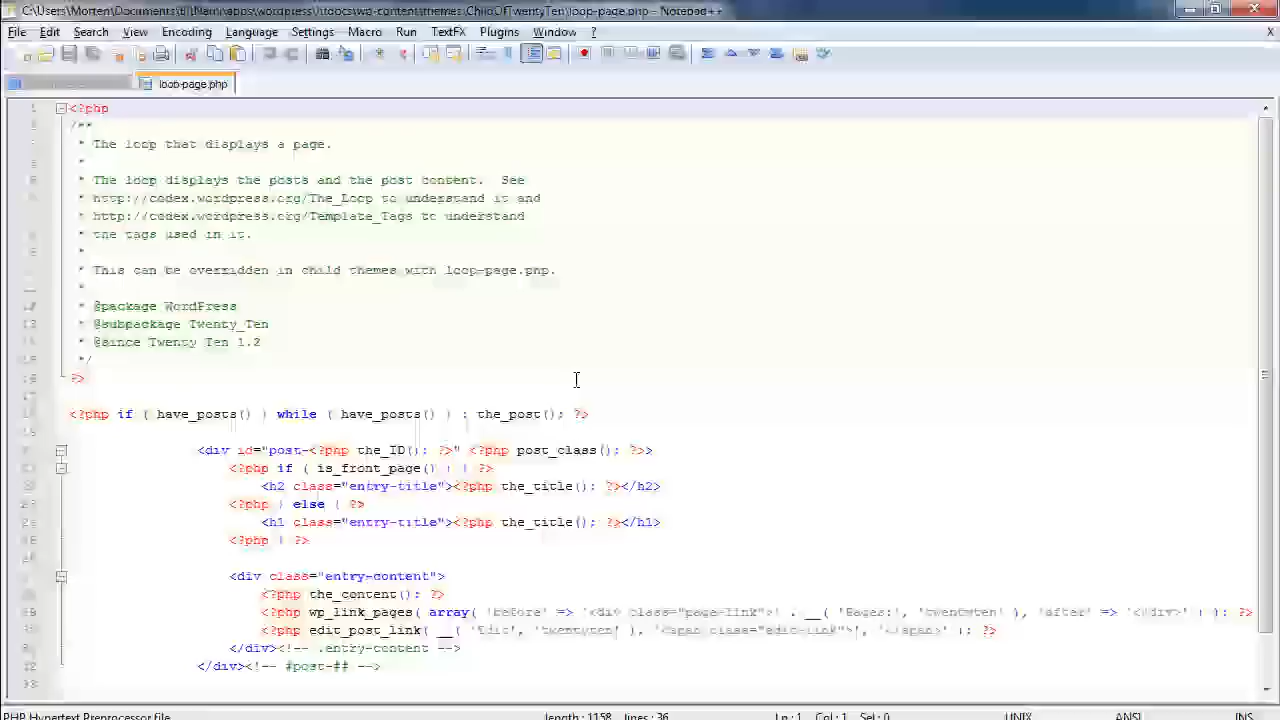 C:\Users\Morten\Documents\ \apps\wordpress\ \wp-content\themes\ChildOfTwentyTen\loop-page.php - Notepad++
File Edit Search View Encoding Language Settings Macro Run TextFX Plugins Window ? X
loop-page.php
1 <?php
/**
* The loop that displays a page.
*
* The loop displays the posts and the post content. See
* http://codex.wordpress.org/The_Loop to understand it and
* http://codex.wordpress.org/Template_Tags to understand
* the tags used in it.
*
* This can be overridden in child themes with loop-page.php.
*
* @package WordPress
* @subpackage Twenty_Ten
* @since Twenty Ten 1.2
*/
?>
<?php if ( have_posts() ) while ( have_posts() ) : the_post(); ?>
<div id="post-<?php the_ID(); ?>" <?php post_class(); ?>>
<?php if ( is_front_page() ) { ?>
<h2 class="entry-title"><?php the_title(); ?></h2>
<?php } else { ?>
<h1 class="entry-title"><?php the_title(); ?></h1>
<?php } ?>
<div class="entry-content">
<?php the_content(); ?>
<?php wp_link_pages( array( 'before' => '<div class="page-link">' . __( 'Pages:', 'twentyten' ), 'after' => '</div>' ) ); ?>
<?php edit_post_link( __( 'Edit', 'twentyten' ), '<span class="edit-link">', '</span>' ); ?>
</div><!-- .entry-content -->
</div><!-- #post-## -->
33
PHP Hypertext Preprocessor file length : 1158 lines : 36 Ln : 1 Col : 1 Sel : 0 UNIX ANSI INS